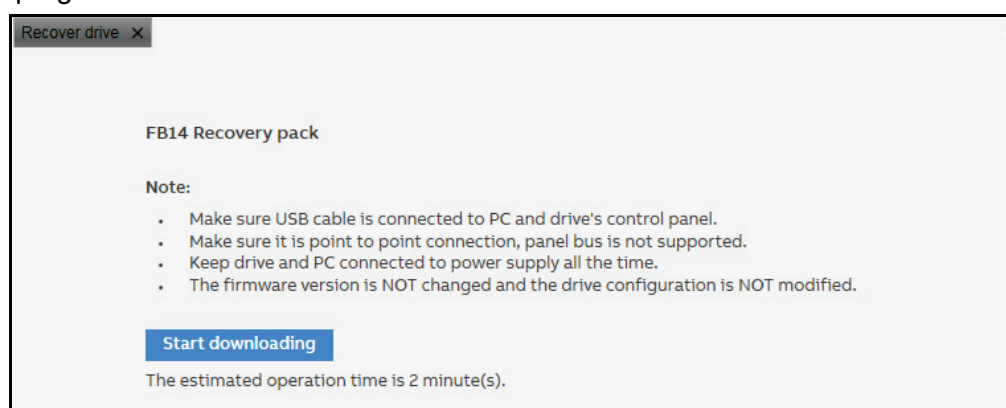 Recover drive X
FB14 Recovery pack
Note:
• Make sure USB cable is connected to PC and drive's control panel.
• Make sure it is point to point connection, panel bus is not supported.
• Keep drive and PC connected to power supply all the time.
• The firmware version is NOT changed and the drive configuration is NOT modified.
Start downloading
The estimated operation time is 2 minute(s).